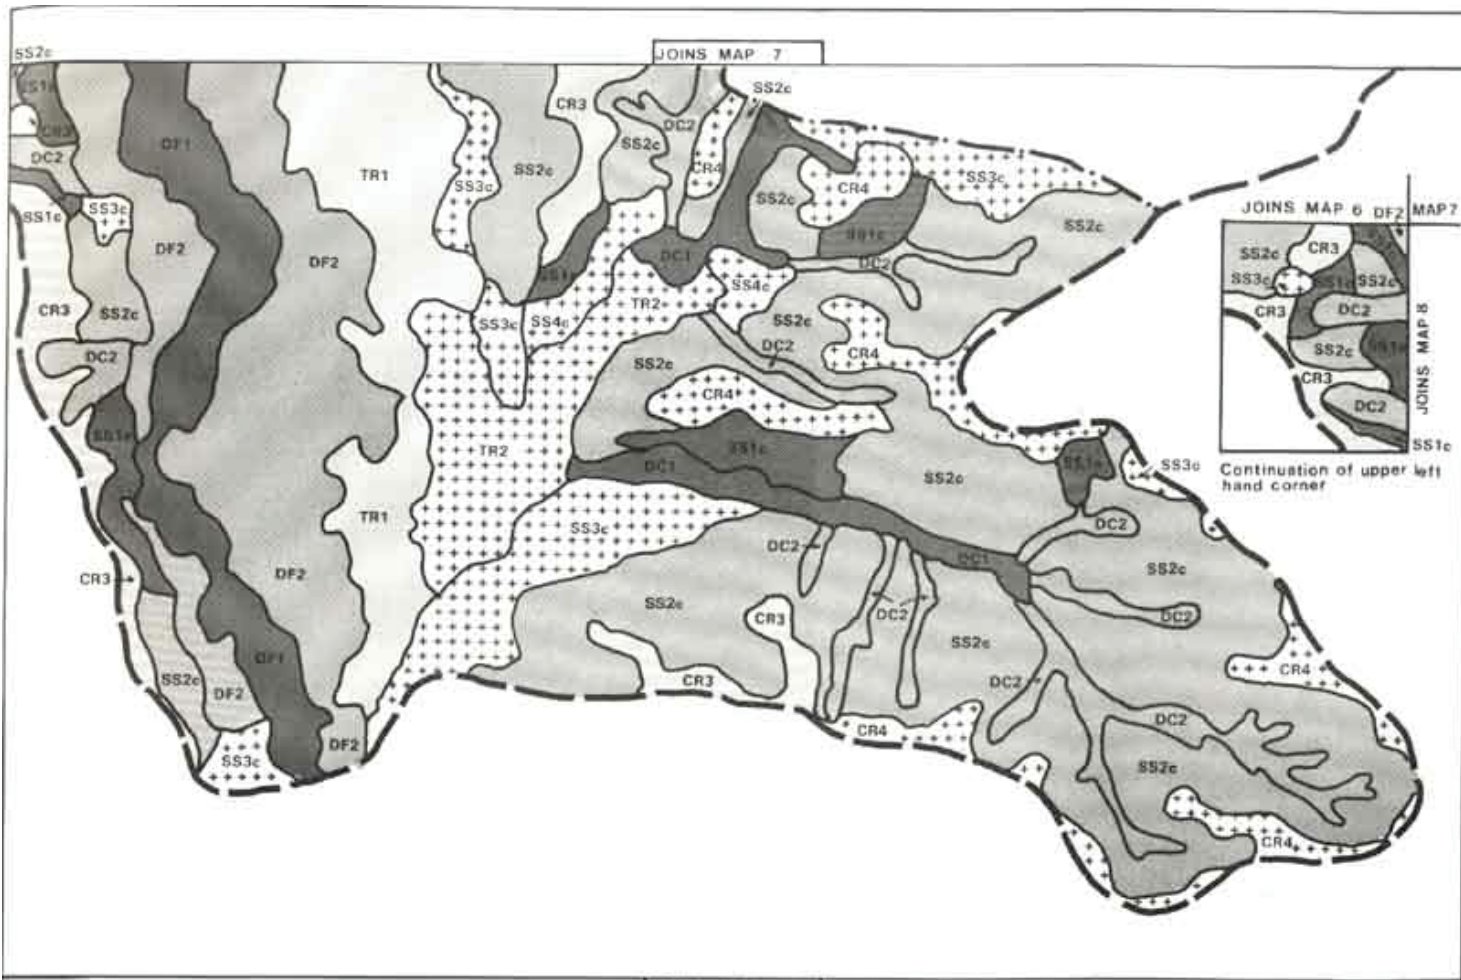 JOINS MAP 7
SS2c
SS1c
CR3
DC2
SS1c
SS3c
DF1
DF2
DF2
TR1
SS3c
SS2c
CR3
SS2c
DC2
CR4
SS2c
SS2c
CR4
SS3c
SS2c
SS1c
DC2
DC1
SS1c
TR2
SS4c
SS4c
SS3c
CR3
SS2c
DC2
SS2c
CR4
DC2
SS2c
CR4
SS1c
TR2
SS1c
DC1
SS2c
SS1c
SS3c
TR1
SS3c
DC2
DC2
DC1
CR3
DF2
SS2c
SS2c
CR3
DC2
SS2c
DC2
DF1
SS2c
DF2
CR3
DC2
CR4
DC2
DF2
SS3c
CR4
SS2c
CR4
JOINS MAP 6
DF2
MAP 7
SS2c
CR3
SS1c
SS3c
SS1c
SS2c
CR3
DC2
SS2c
SS1c
CR3
DC2
SS1c
JOINS MAP 8
Continuation of upper left
hand corner